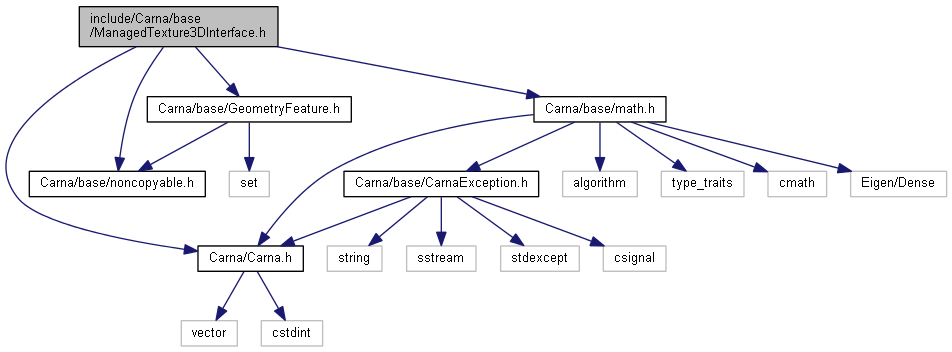 include/Carna/base
/ManagedTexture3DInterface.h
Carna/base/GeometryFeature.h
Carna/base/math.h
Carna/base/noncopyable.h
set
Carna/base/CarnaException.h
algorithm
type_traits
cmath
Eigen/Dense
Carna/Carna.h
string
sstream
stdexcept
csignal
vector
cstdint